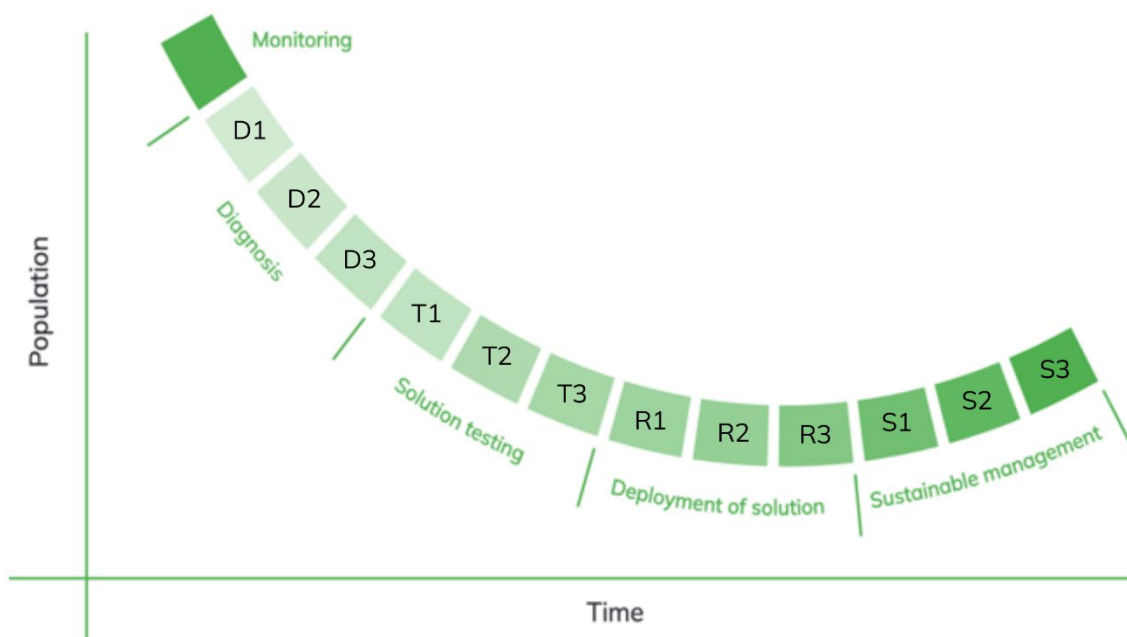 Monitoring
D1
D2
D3
Diagnosis
T1
T2
T3
Solution testing
R1
R2
R3
Deployment of solution
S1
S2
S3
Sustainable management
Population
Time